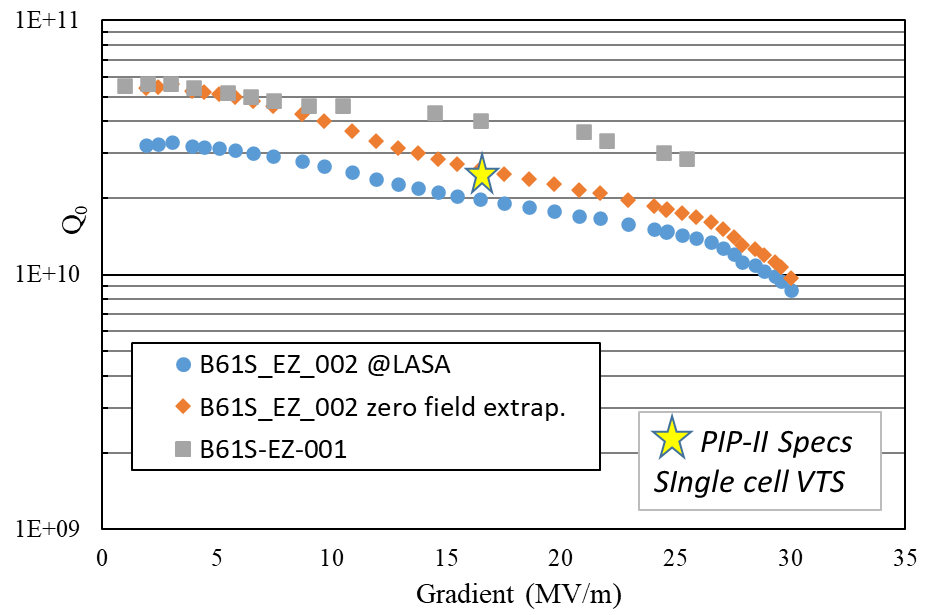 1E+11
1E+10
1E+09
Q0
0 5 10 15 20 25 30 35
Gradient (MV/m)
B61S_EZ_002 @LASA
B61S_EZ_002 zero field extrap.
B61S-EZ-001
PIP-II Specs
SIngle cell VTS